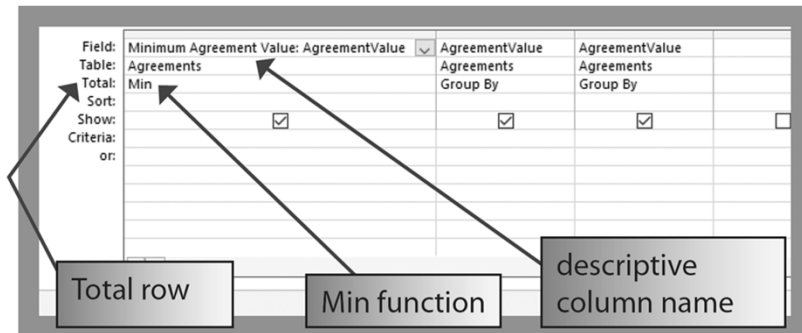 Field: Minimum Agreement Value: AgreementValue AgreementValue AgreementValue
Table: Agreements Agreements Agreements
Total: Min Group By Group By
Sort:
Show:
Criteria:
or:
Total row
Min function
descriptive
column name